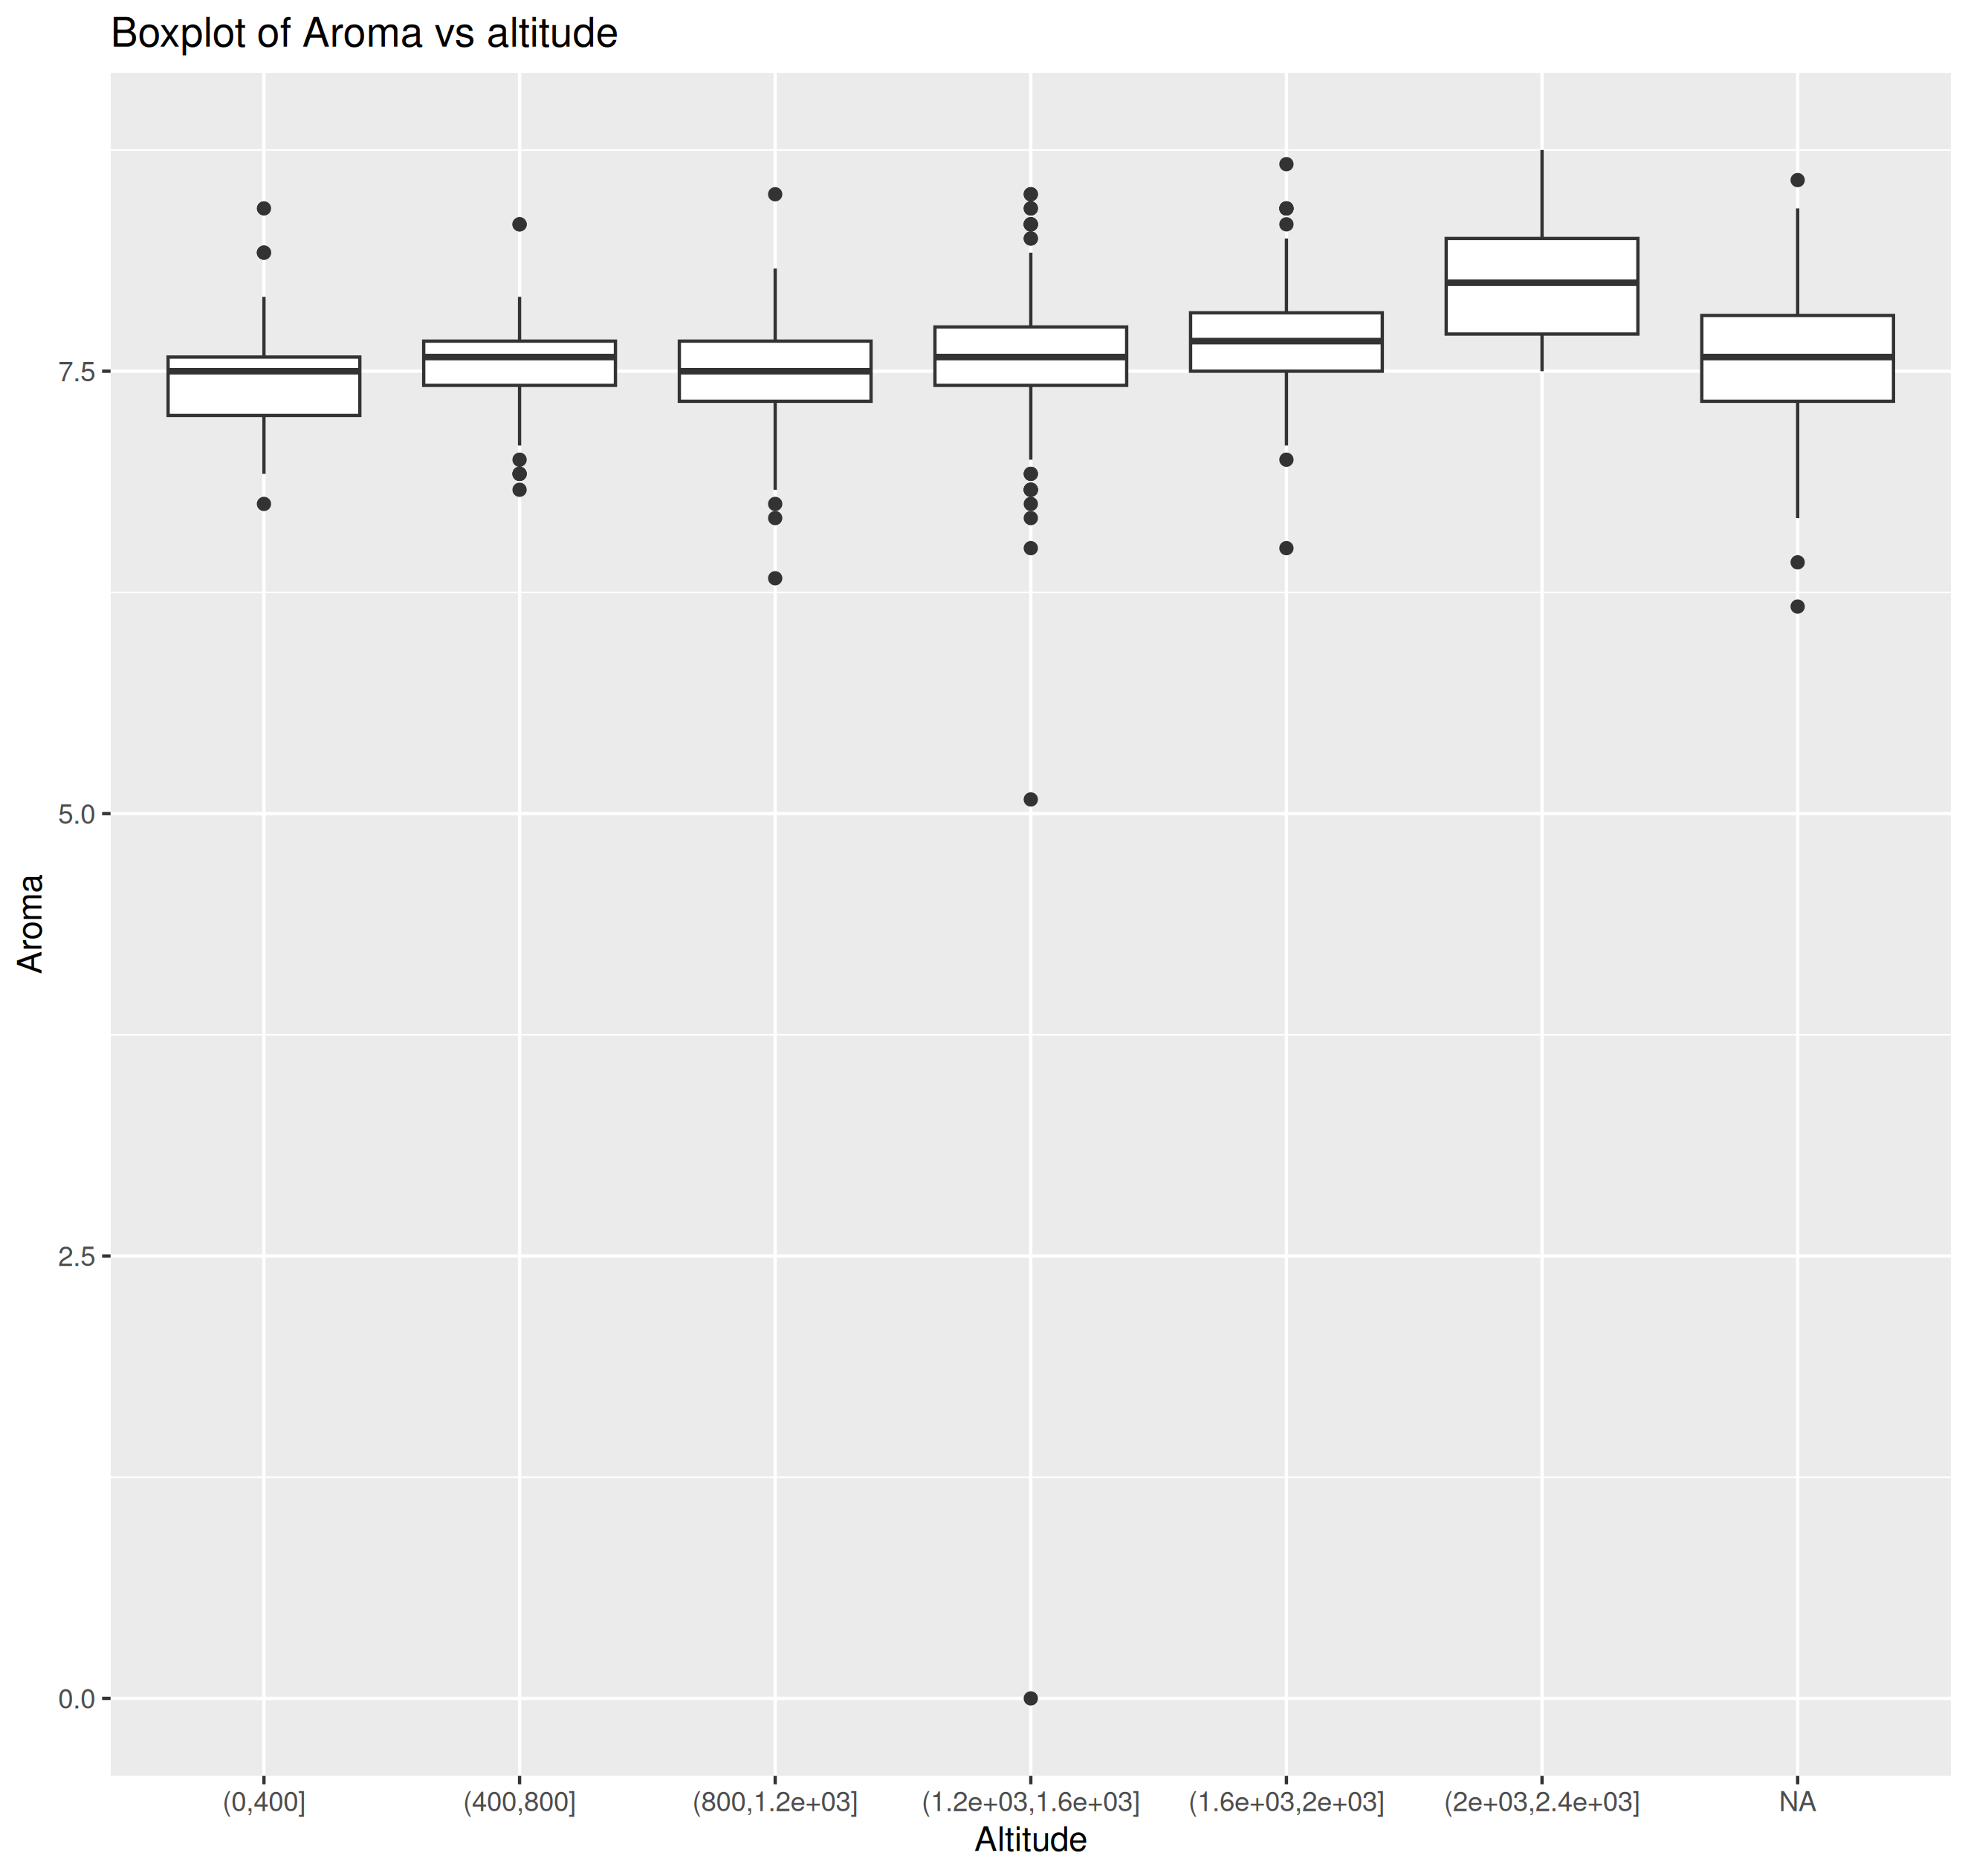 Boxplot of Aroma vs altitude
Aroma
7.5
5.0
2.5
0.0
(0,400]
(400,800]
(800,1.2e+03]
(1.2e+03,1.6e+03]
(1.6e+03,2e+03]
(2e+03,2.4e+03]
NA
Altitude